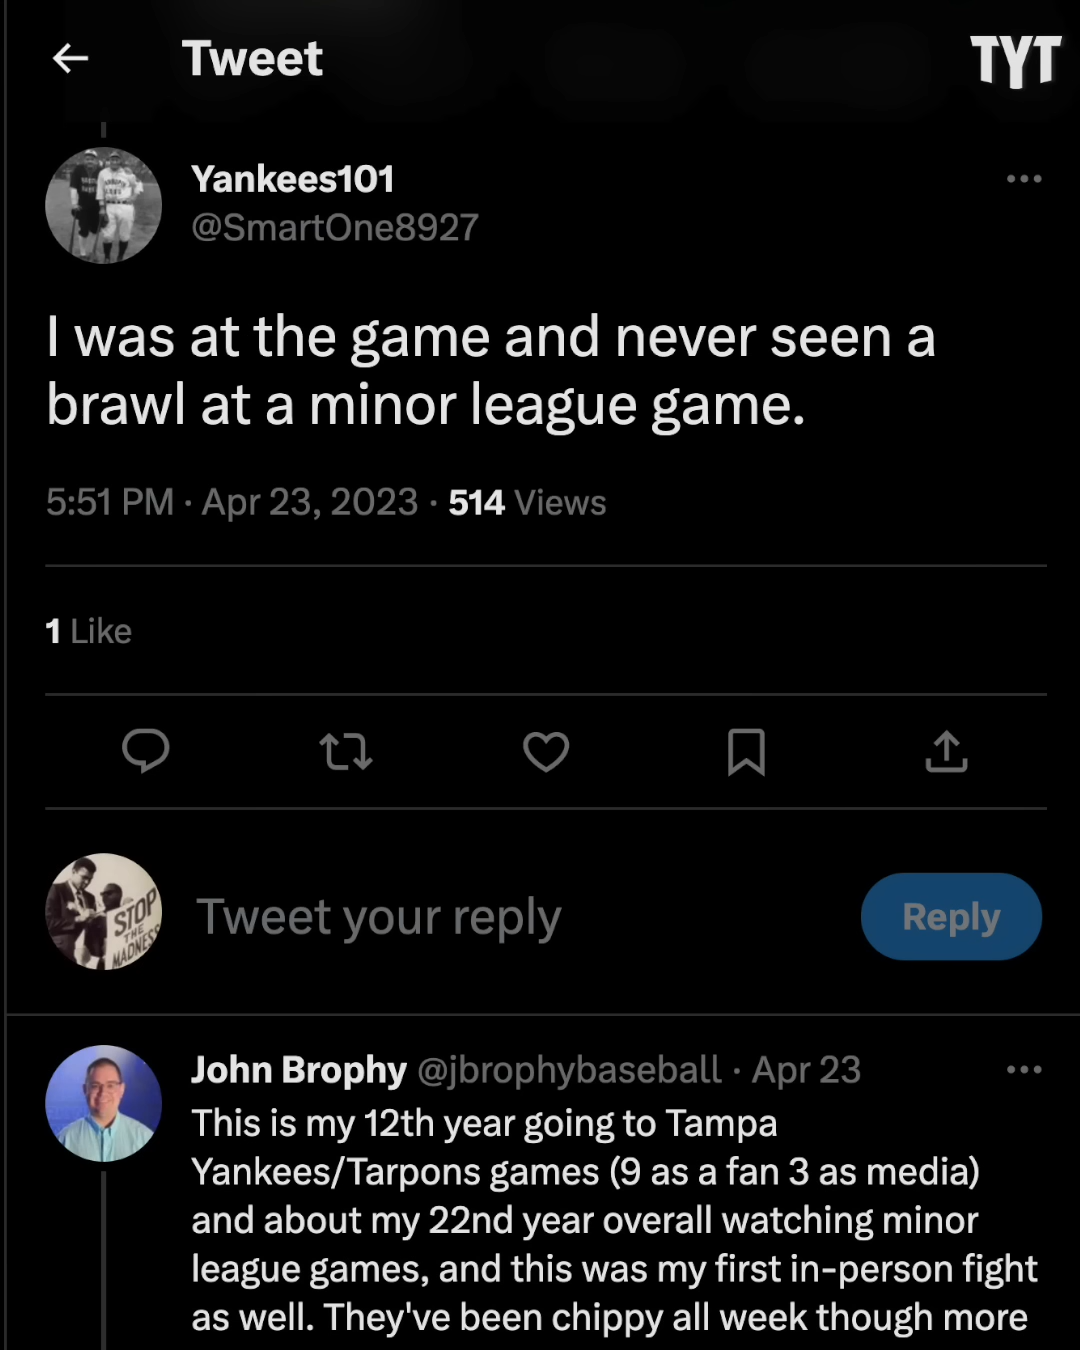 Tweet
TYT
Yankees101
@SmartOne8927
I was at the game and never seen a
brawl at a minor league game.
5:51 PM · Apr 23, 2023 · 514 Views
1 Like
STOP
THE
MADNESS
Tweet your reply
Reply
John Brophy @jbrophybaseball · Apr 23
This is my 12th year going to Tampa
Yankees/Tarpons games (9 as a fan 3 as media)
and about my 22nd year overall watching minor
league games, and this was my first in-person fight
as well. They've been chippy all week though more